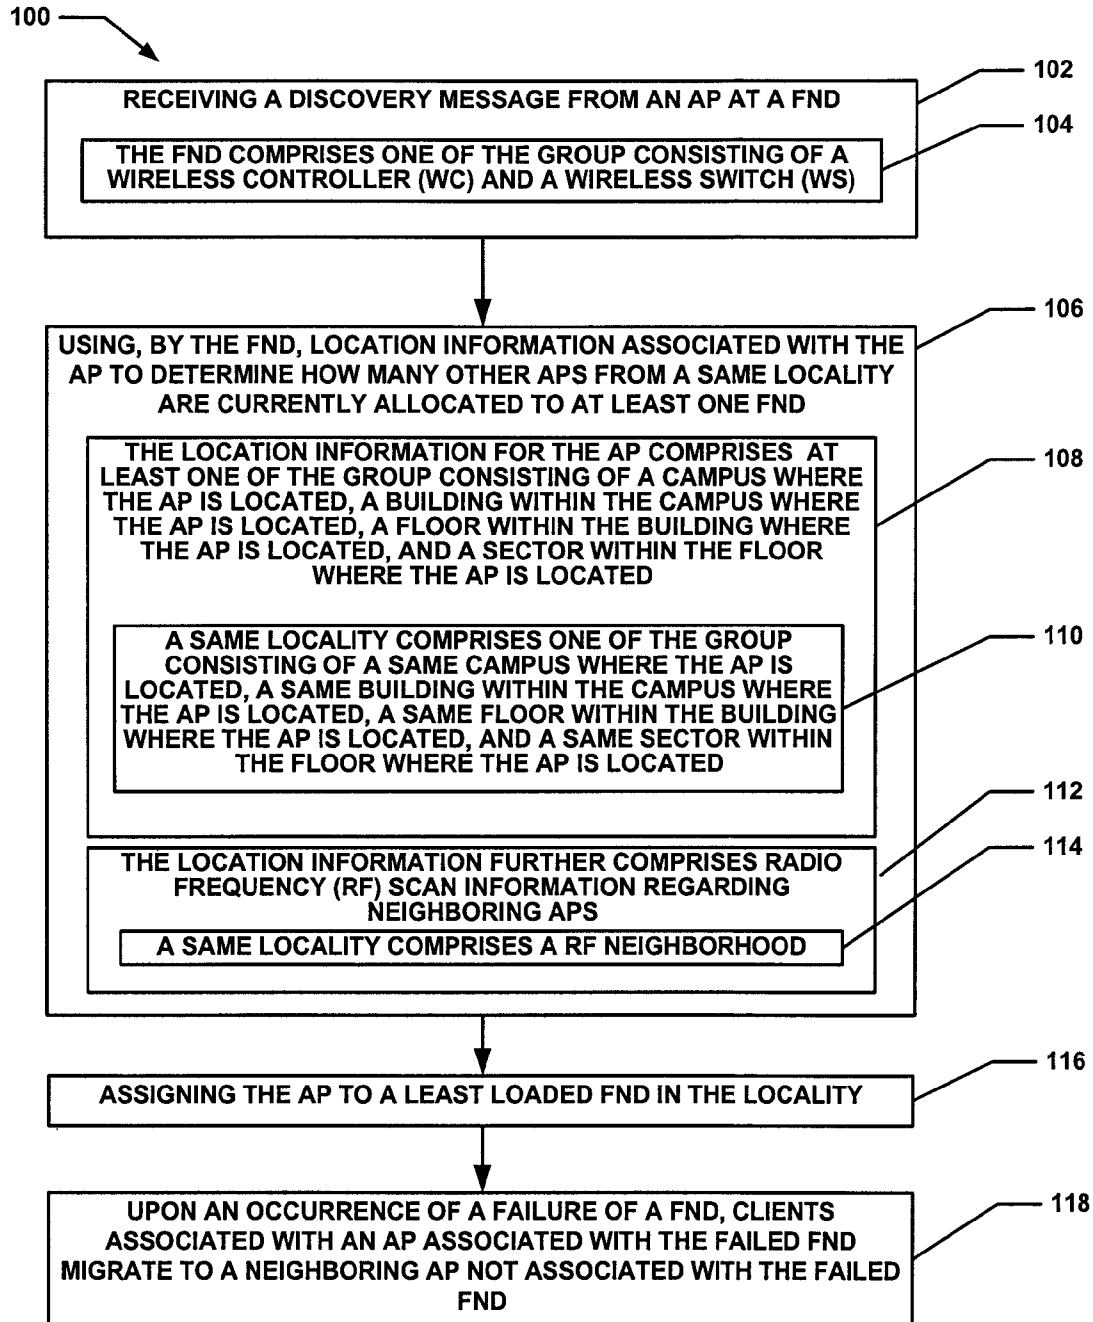 100
RECEIVING A DISCOVERY MESSAGE FROM AN AP AT A FND
102
THE FND COMPRISES ONE OF THE GROUP CONSISTING OF A
WIRELESS CONTROLLER (WC) AND A WIRELESS SWITCH (WS)
104
USING, BY THE FND, LOCATION INFORMATION ASSOCIATED WITH THE
AP TO DETERMINE HOW MANY OTHER APS FROM A SAME LOCALITY
ARE CURRENTLY ALLOCATED TO AT LEAST ONE FND
106
THE LOCATION INFORMATION FOR THE AP COMPRISES AT
LEAST ONE OF THE GROUP CONSISTING OF A CAMPUS WHERE
THE AP IS LOCATED, A BUILDING WITHIN THE CAMPUS WHERE
THE AP IS LOCATED, A FLOOR WITHIN THE BUILDING WHERE
THE AP IS LOCATED, AND A SECTOR WITHIN THE FLOOR
WHERE THE AP IS LOCATED
108
A SAME LOCALITY COMPRISES ONE OF THE GROUP
CONSISTING OF A SAME CAMPUS WHERE THE AP IS
LOCATED, A SAME BUILDING WITHIN THE CAMPUS WHERE
THE AP IS LOCATED, A SAME FLOOR WITHIN THE BUILDING
WHERE THE AP IS LOCATED, AND A SAME SECTOR WITHIN
THE FLOOR WHERE THE AP IS LOCATED
110
THE LOCATION INFORMATION FURTHER COMPRISES RADIO
FREQUENCY (RF) SCAN INFORMATION REGARDING
NEIGHBORING APS
112
A SAME LOCALITY COMPRISES A RF NEIGHBORHOOD
114
ASSIGNING THE AP TO A LEAST LOADED FND IN THE LOCALITY
116
UPON AN OCCURRENCE OF A FAILURE OF A FND, CLIENTS
ASSOCIATED WITH AN AP ASSOCIATED WITH THE FAILED FND
MIGRATE TO A NEIGHBORING AP NOT ASSOCIATED WITH THE FAILED
FND
118